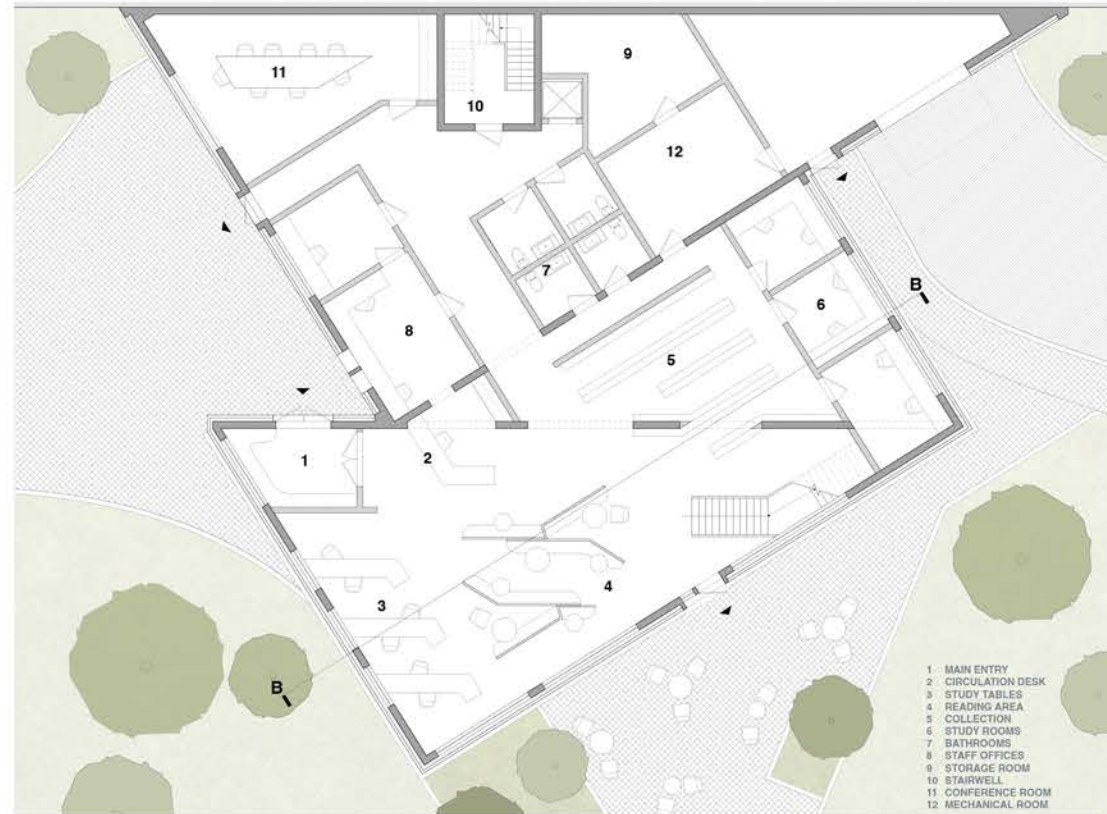 9
11
10
12
B
7
6
8
5
1
2
4
3
B
1 MAIN ENTRY
2 CIRCULATION DESK
3 STUDY TABLES
4 READING AREA
5 COLLECTION
6 STUDY ROOMS
7 BATHROOMS
8 STAFF OFFICES
9 STORAGE ROOM
10 STAIRWELL
11 CONFERENCE ROOM
12 MECHANICAL ROOM